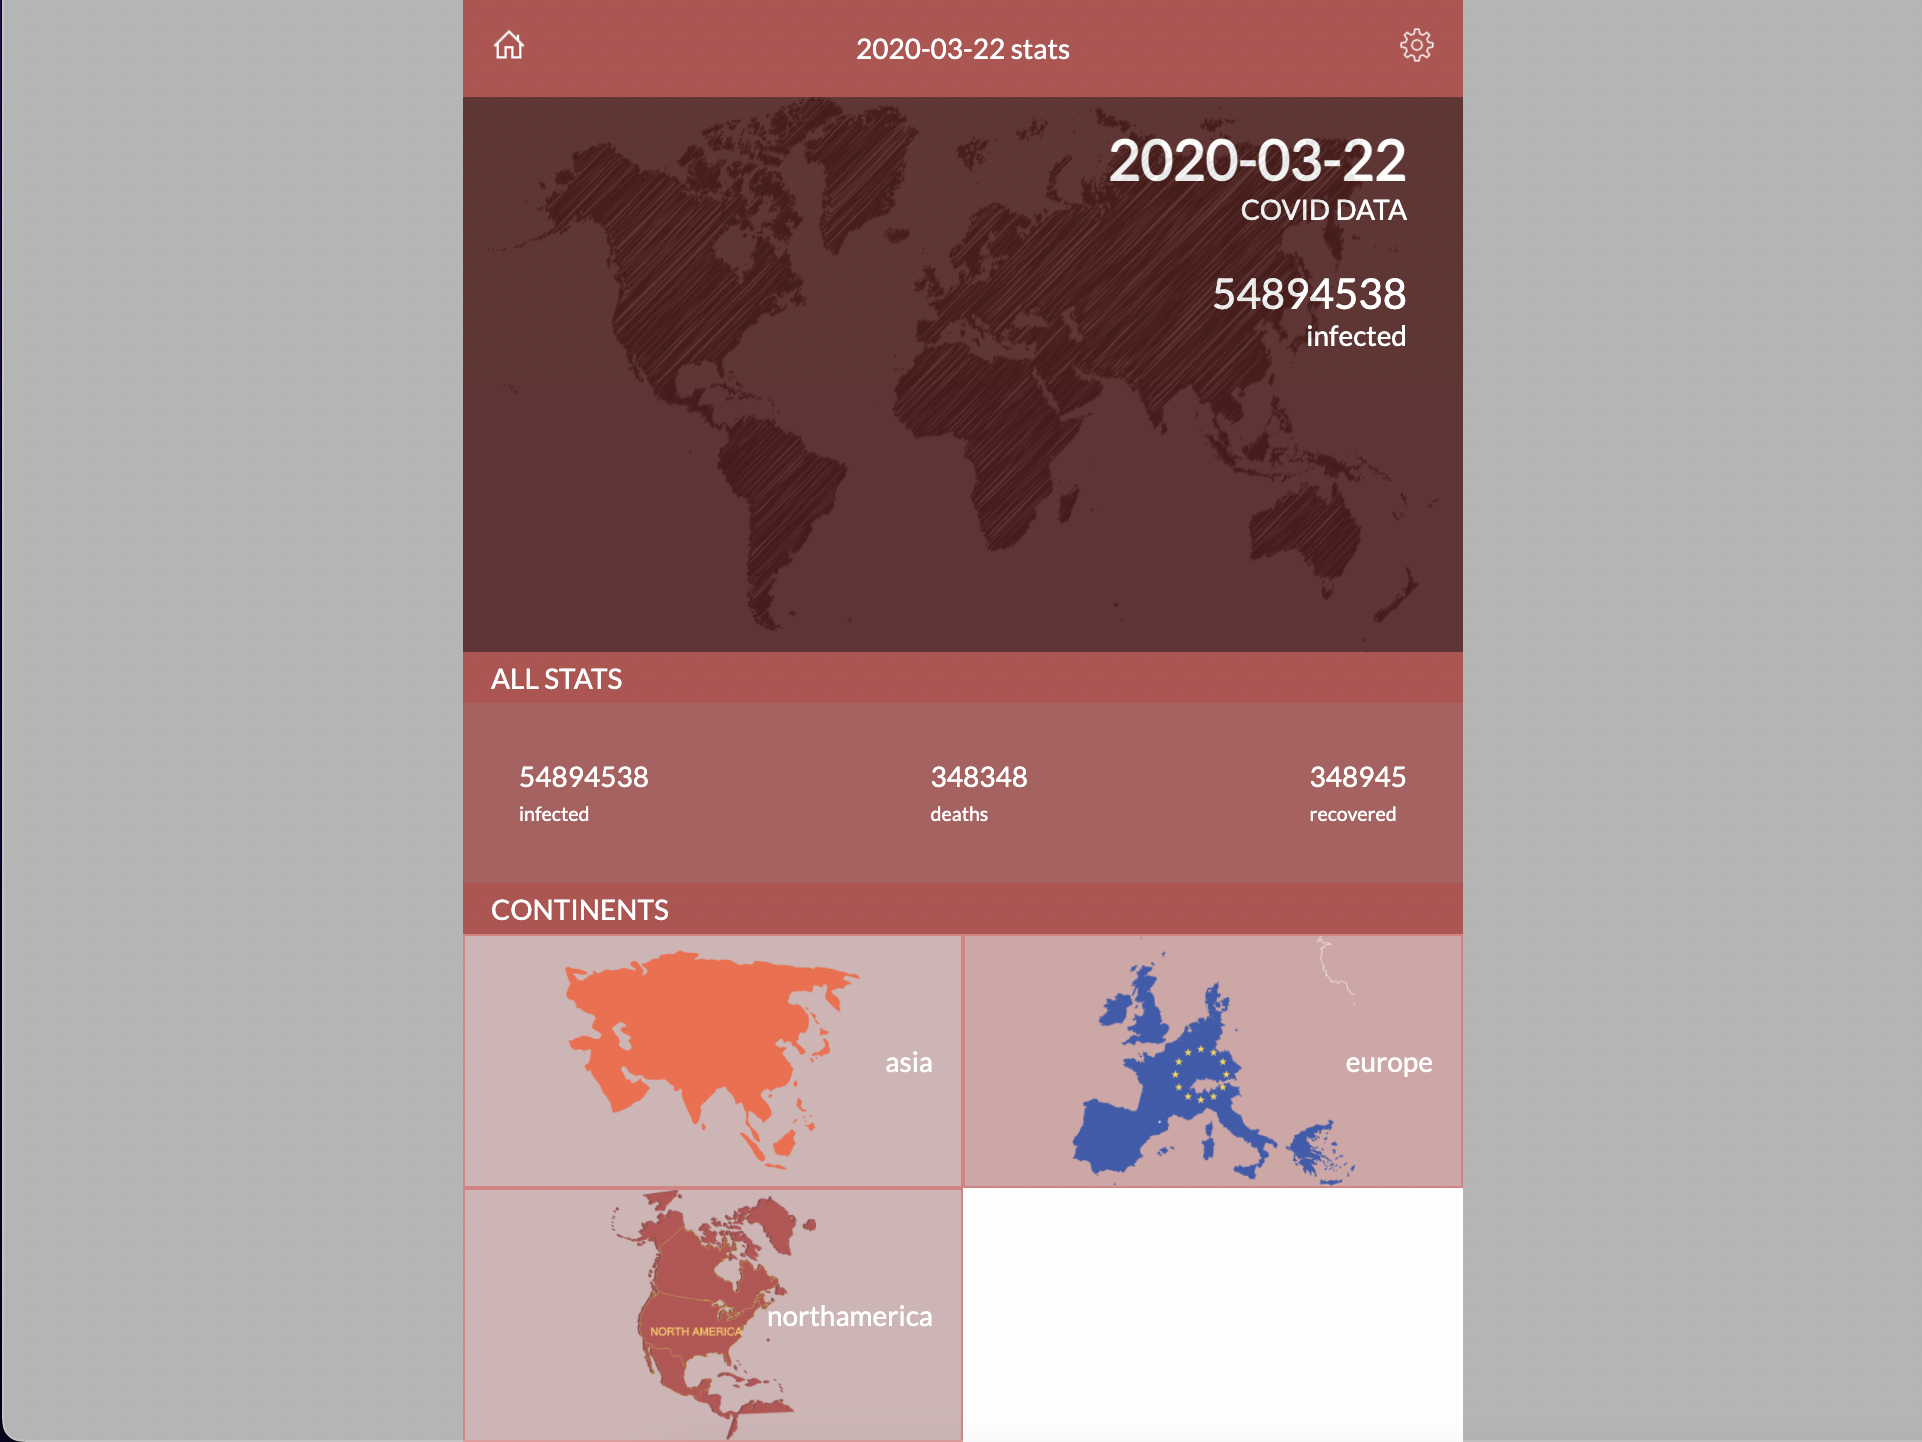 2020-03-22 stats
2020-03-22
COVID DATA
54894538
infected
ALL STATS
54894538
infected
348348
deaths
348945
recovered
CONTINENTS
asia
europe
NORTH AMERICA
northamerica